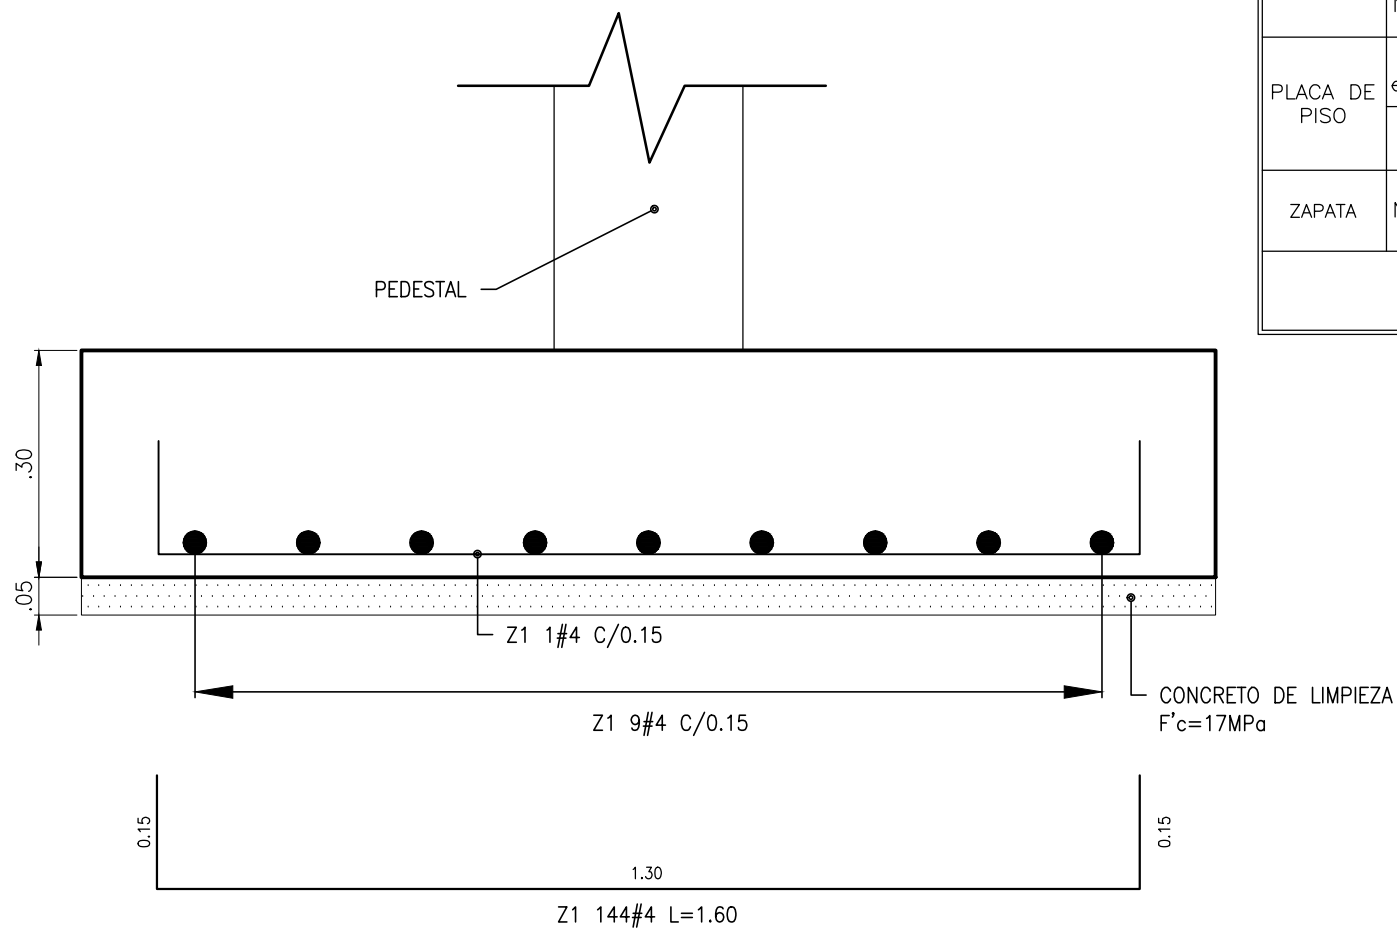 PLACA DE
PISO
ZAPATA
PEDESTAL
.30
.05
Z1 1#4 C/0.15
Z1 9#4 C/0.15
CONCRETO DE LIMPIEZA
F'c=17MPa
0.15
0.15
1.30
Z1 144#4 L=1.60